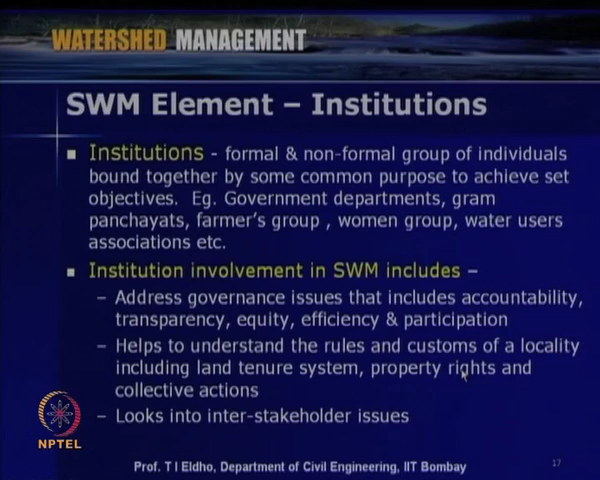 WATERSHED MANAGEMENT
SWM Element – Institutions
Institutions - formal & non-formal group of individuals
bound together by some common purpose to achieve set
objectives. Eg. Government departments, gram
panchayats, farmer's group , women group, water users
associations etc.
Institution involvement in SWM includes –
– Address governance issues that includes accountability,
transparency, equity, efficiency & participation
– Helps to understand the rules and customs of a locality
including land tenure system, property rights and
collective actions
– Looks into inter-stakeholder issues
NPTEL
Prof. T I Eldho, Department of Civil Engineering, IIT Bombay
17